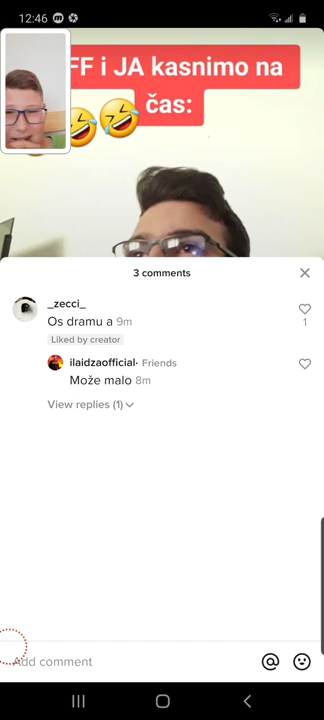 12:46
FF i JA kasnimo na
čas:
3 comments
_zecci_
Os dramu a 9m
1
Liked by creator
ilaidzaofficial· Friends
Može malo 8m
View replies (1)
Add comment